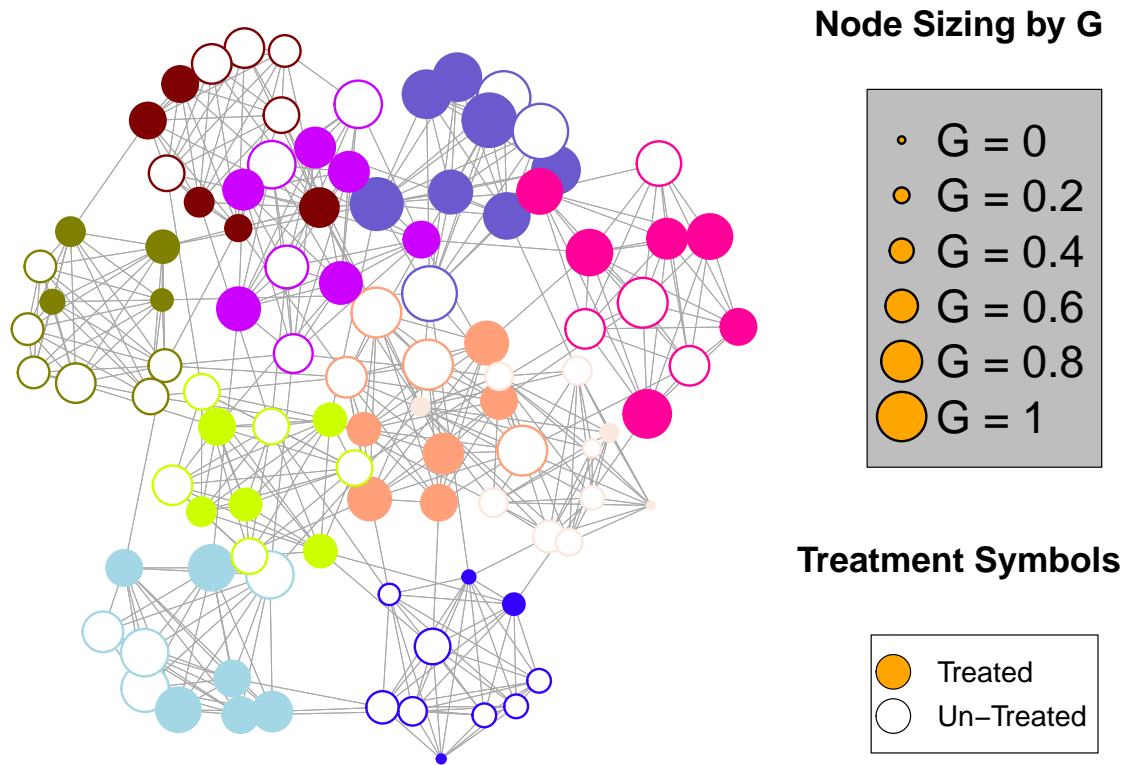 Node Sizing by G
G = 0
G = 0.2
G = 0.4
G = 0.6
G = 0.8
G = 1
Treatment Symbols
Treated
Un−Treated